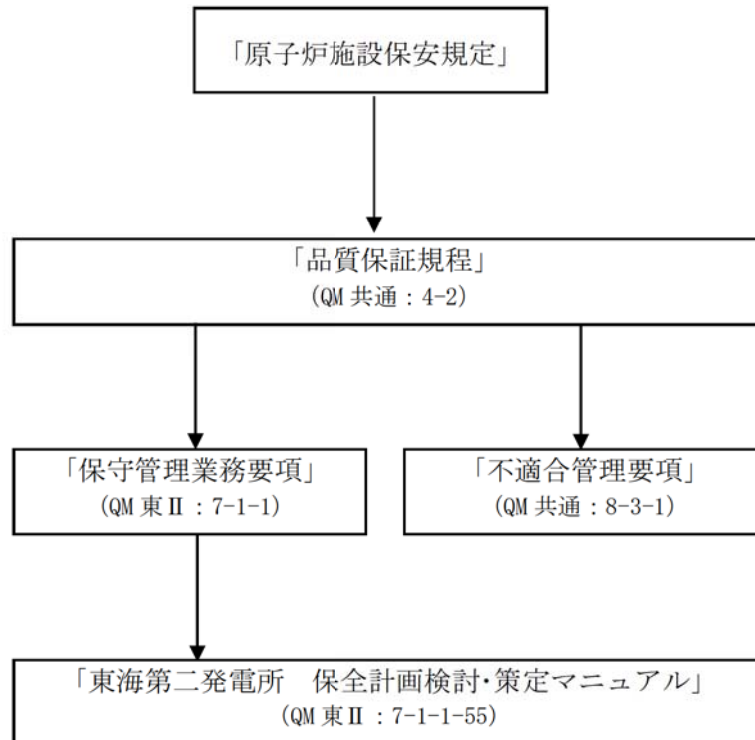 「原子炉施設保安規定」
「品質保証規程」
(QM 共通：4-2)
「保守管理業務要項」
(QM 東Ⅱ：7-1-1)
「不適合管理要項」
(QM 共通：8-3-1)
「東海第二発電所　保全計画検討･策定マニュアル」
(QM 東Ⅱ：7-1-1-55)